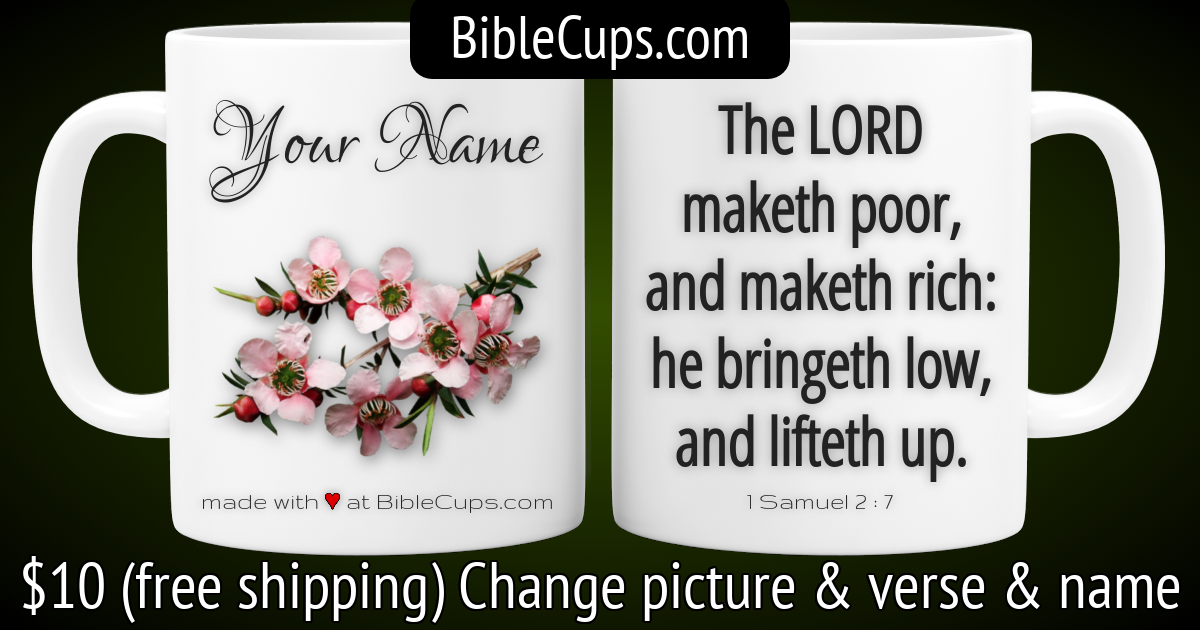 BibleCups.com
Your Name
made with ♥ at BibleCups.com
The LORD
maketh poor,
and maketh rich:
he bringeth low,
and lifteth up.
1 Samuel 2 : 7
$10 (free shipping) Change picture & verse & name